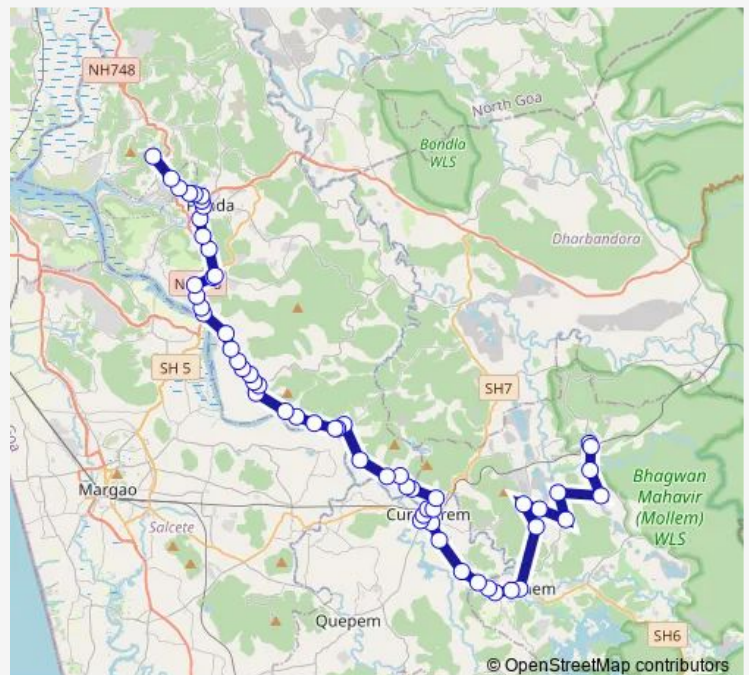 NH748
North Goa
Bondla
WLS
Dharbandora
SH 5
SH7
Bhagwan
Mahavir
(Mollem)
WLS
Margao
Salcete
Quepem
SH6
Goa
© OpenStreetMap contributors